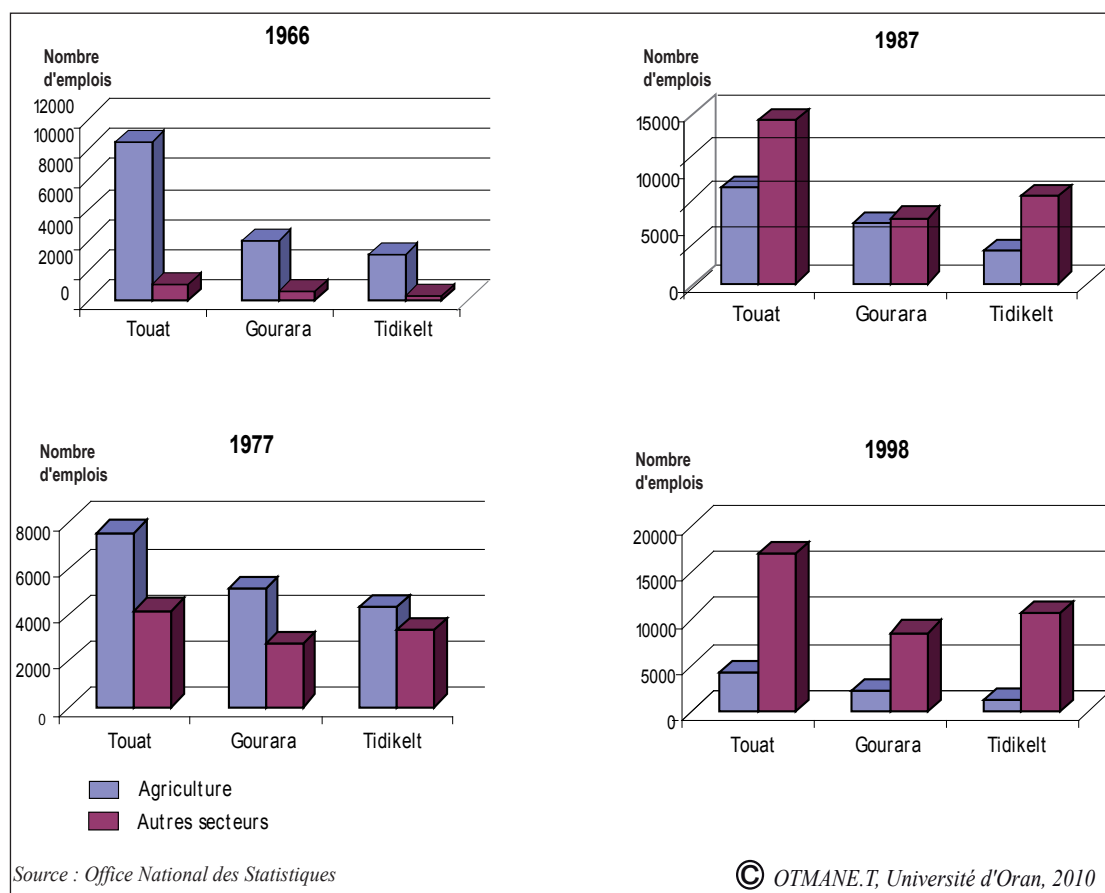 1966
Nombre
d'emplois
12000
10000
8000
6000
4000
2000
0
Touat
Gourara
Tidikelt
1987
15000
10000
5000
0
Touat
Gourara
Tidikelt
1977
Nombre
d'emplois
8000
6000
4000
2000
0
Touat
Gourara
Tidikelt
1998
Nombre
d'emplois
20000
15000
10000
5000
0
Touat
Gourara
Tidikelt
Agriculture
Autres secteurs
Source : Office National des Statistiques
© OTMANE.T, Université d'Oran, 2010